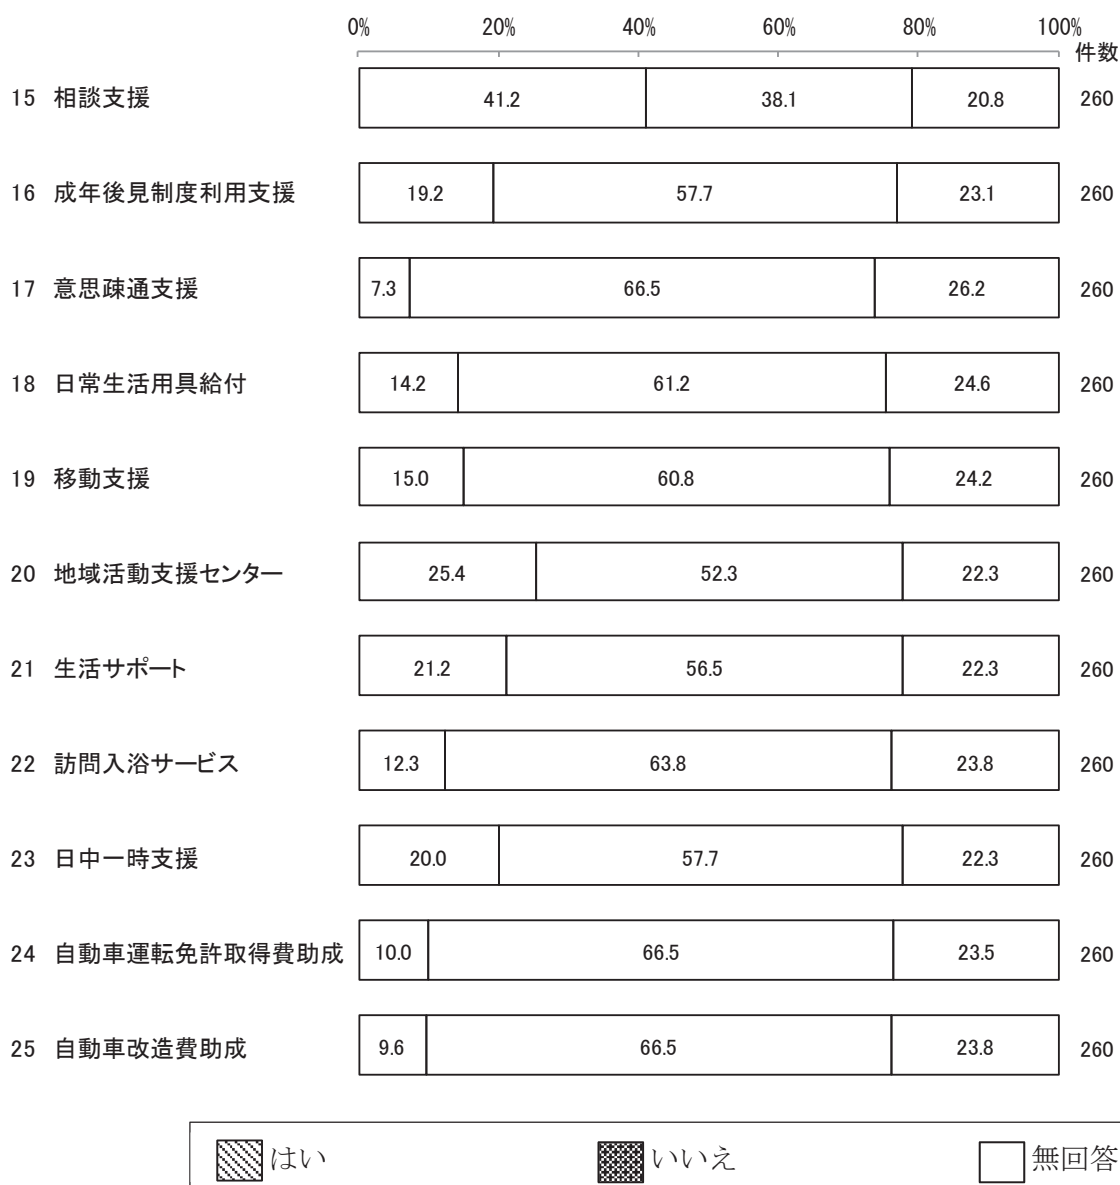 0% 20% 40% 60% 80% 100%
件数
15 相談支援 41.2 38.1 20.8 260
16 成年後見制度利用支援 19.2 57.7 23.1 260
17 意思疎通支援 7.3 66.5 26.2 260
18 日常生活用具給付 14.2 61.2 24.6 260
19 移動支援 15.0 60.8 24.2 260
20 地域活動支援センター 25.4 52.3 22.3 260
21 生活サポート 21.2 56.5 22.3 260
22 訪問入浴サービス 12.3 63.8 23.8 260
23 日中一時支援 20.0 57.7 22.3 260
24 自動車運転免許取得費助成 10.0 66.5 23.5 260
25 自動車改造費助成 9.6 66.5 23.8 260
はい いいえ 無回答